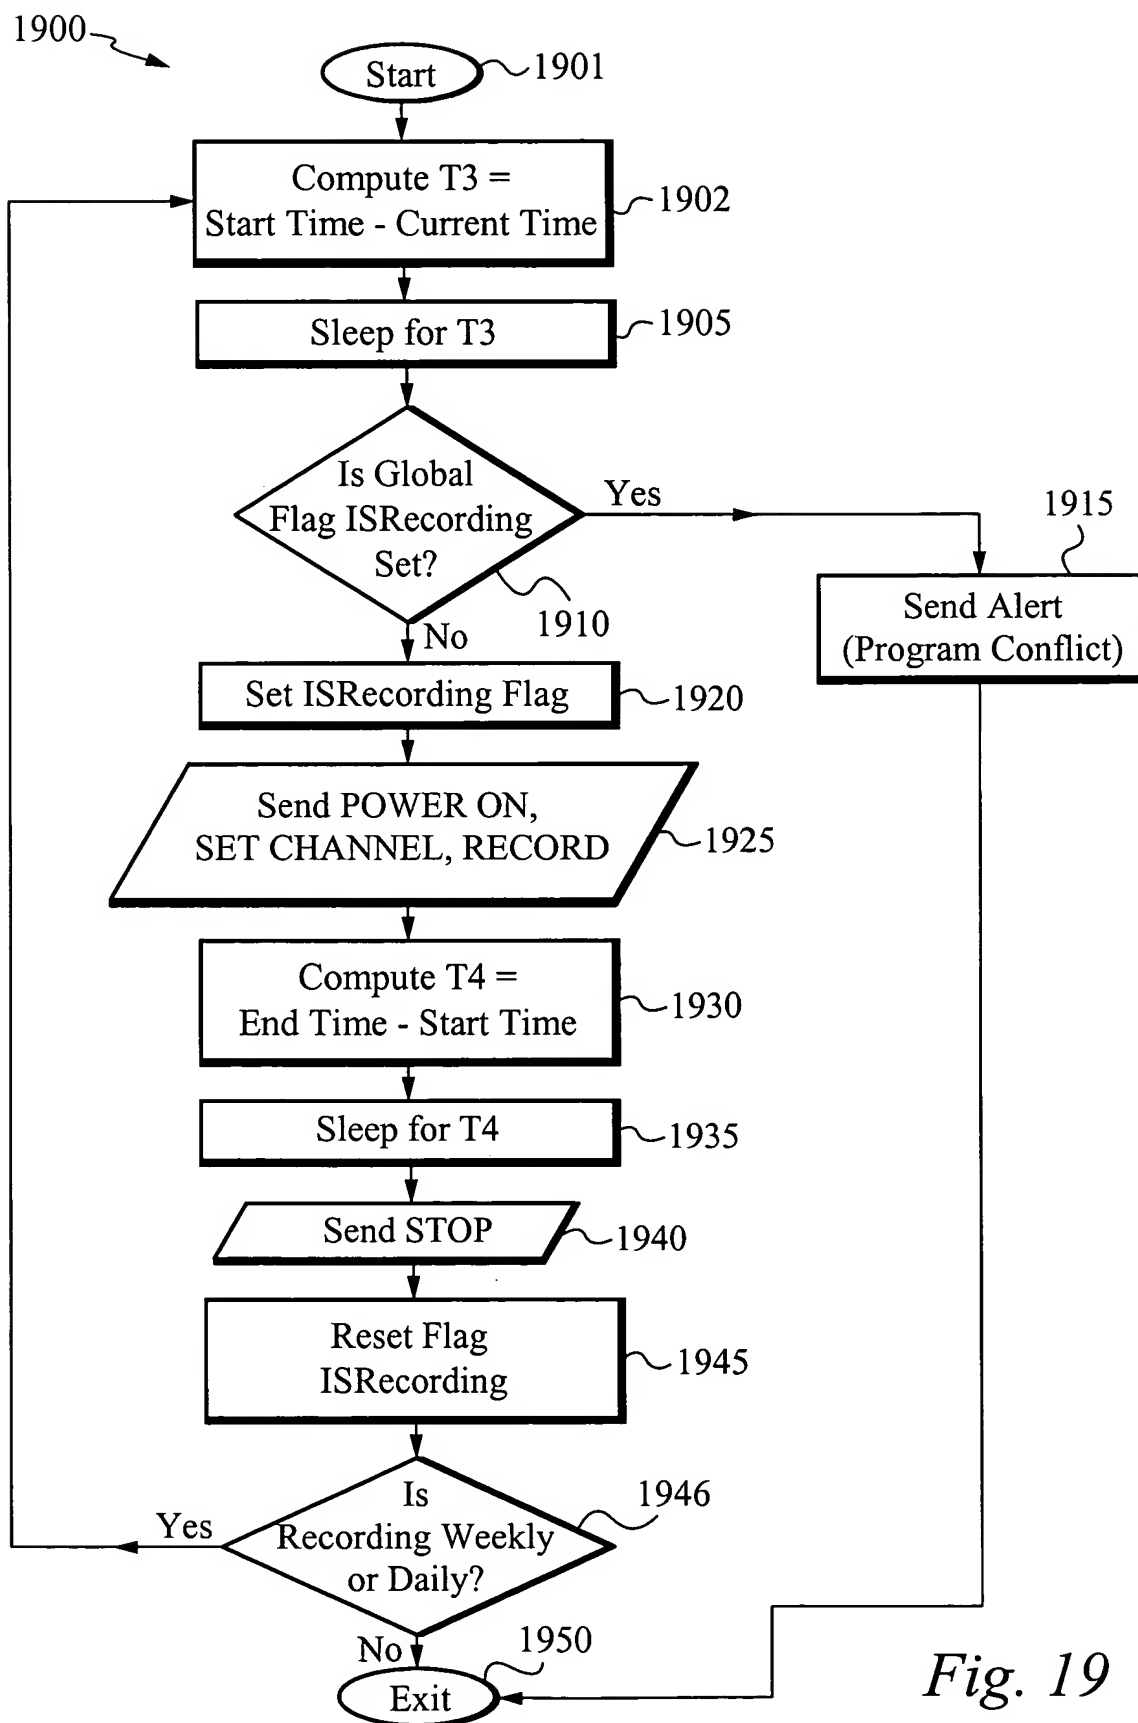 1900
Start
1901
Compute T3 =
Start Time - Current Time
1902
Sleep for T3
1905
Is Global
Flag ISRecording
Set?
Yes
1910
No
1915
Send Alert
(Program Conflict)
Set ISRecording Flag
1920
Send POWER ON,
SET CHANNEL, RECORD
1925
Compute T4 =
End Time - Start Time
1930
Sleep for T4
1935
Send STOP
1940
Reset Flag
ISRecording
1945
Is
Recording Weekly
or Daily?
1946
Yes
No
1950
Exit
Fig. 19